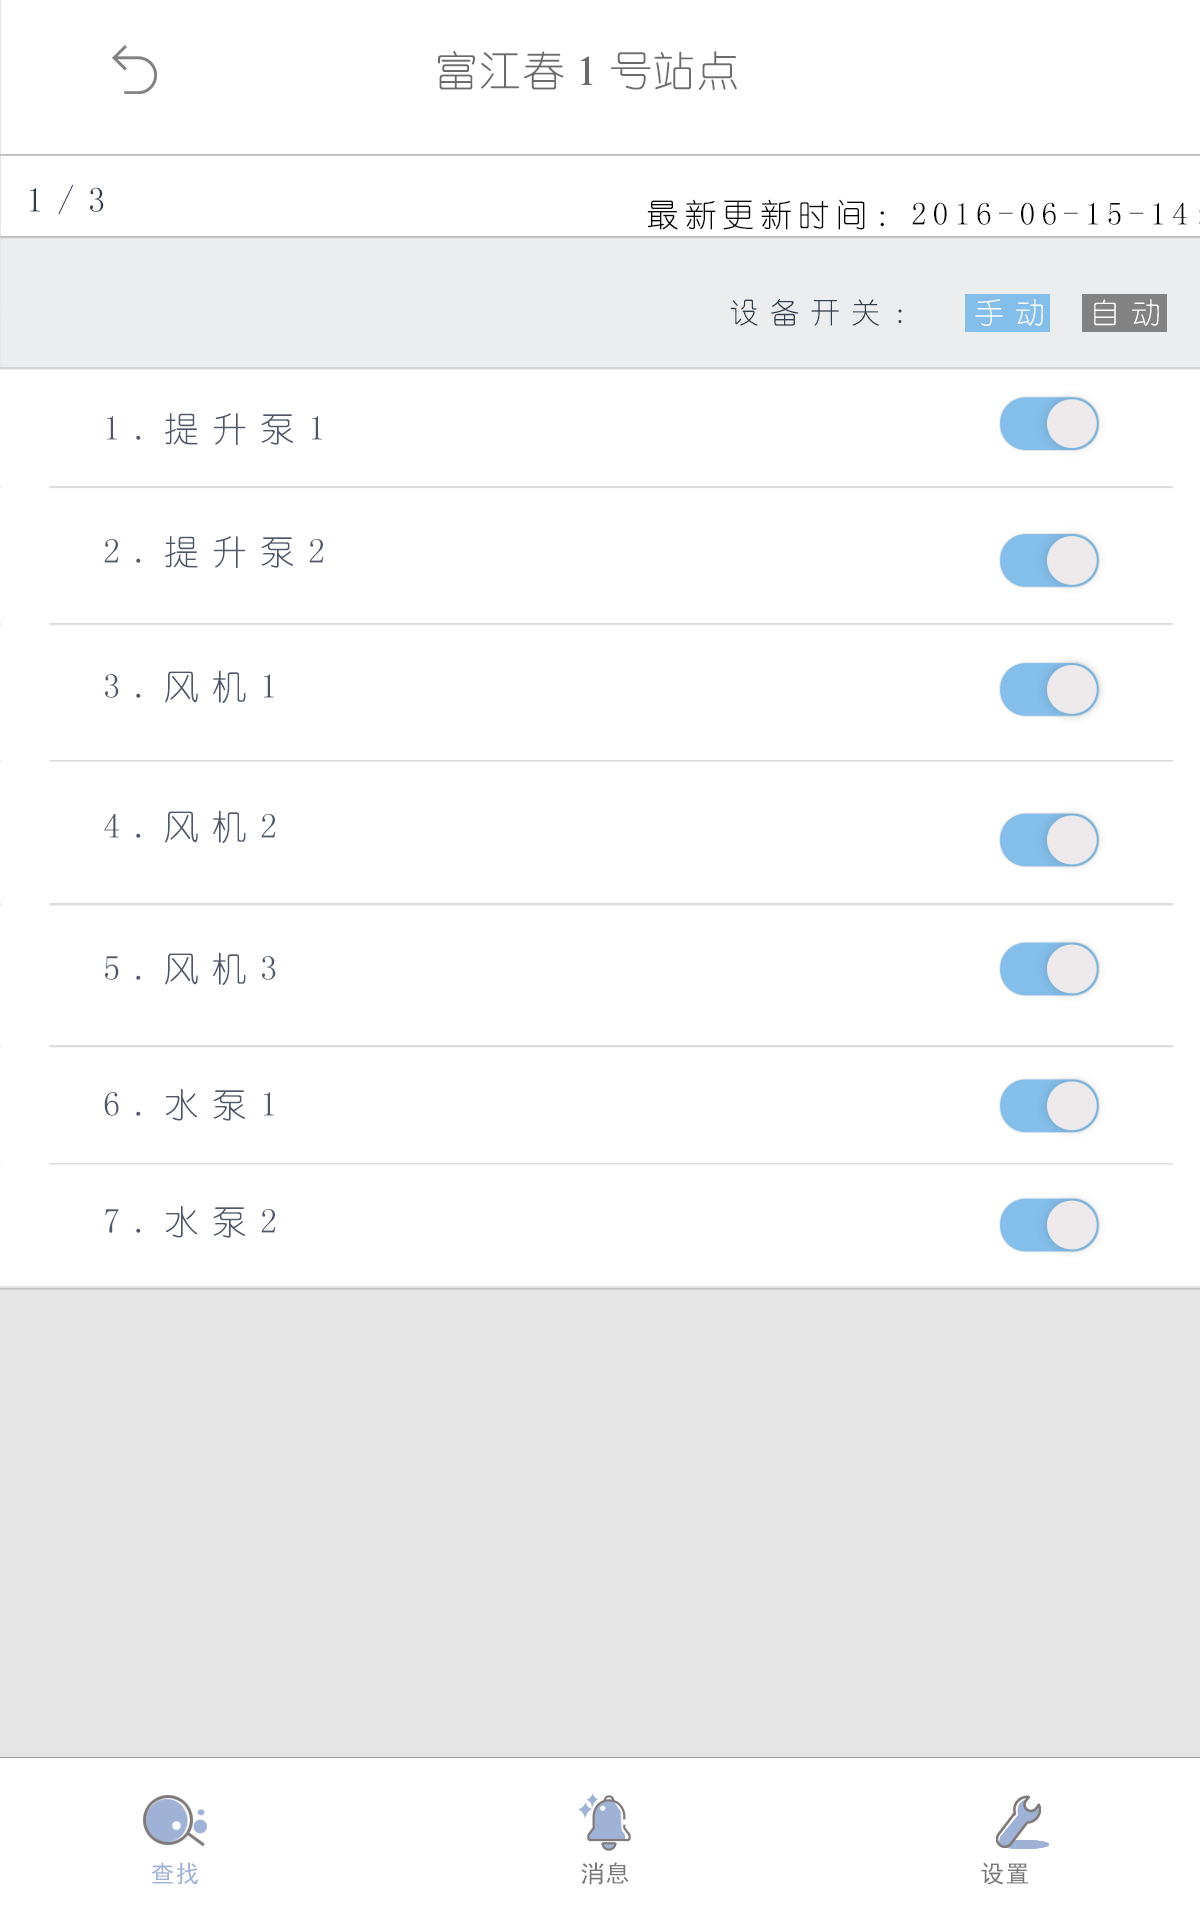 富江春1号站点
1/3
最新更新时间：2016-06-15-14:
设备开关： 手动 自动
1.提升泵1
2.提升泵2
3.风机1
4.风机2
5.风机3
6.水泵1
7.水泵2
查找 消息 设置